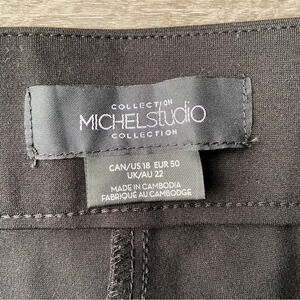 COLLECTION
MICHELstudio
COLLECTION
CAN/US 18 EUR 50
UK/AU 22
MADE IN CAMBODIA
FABRIQUÉ AU CAMBODGE